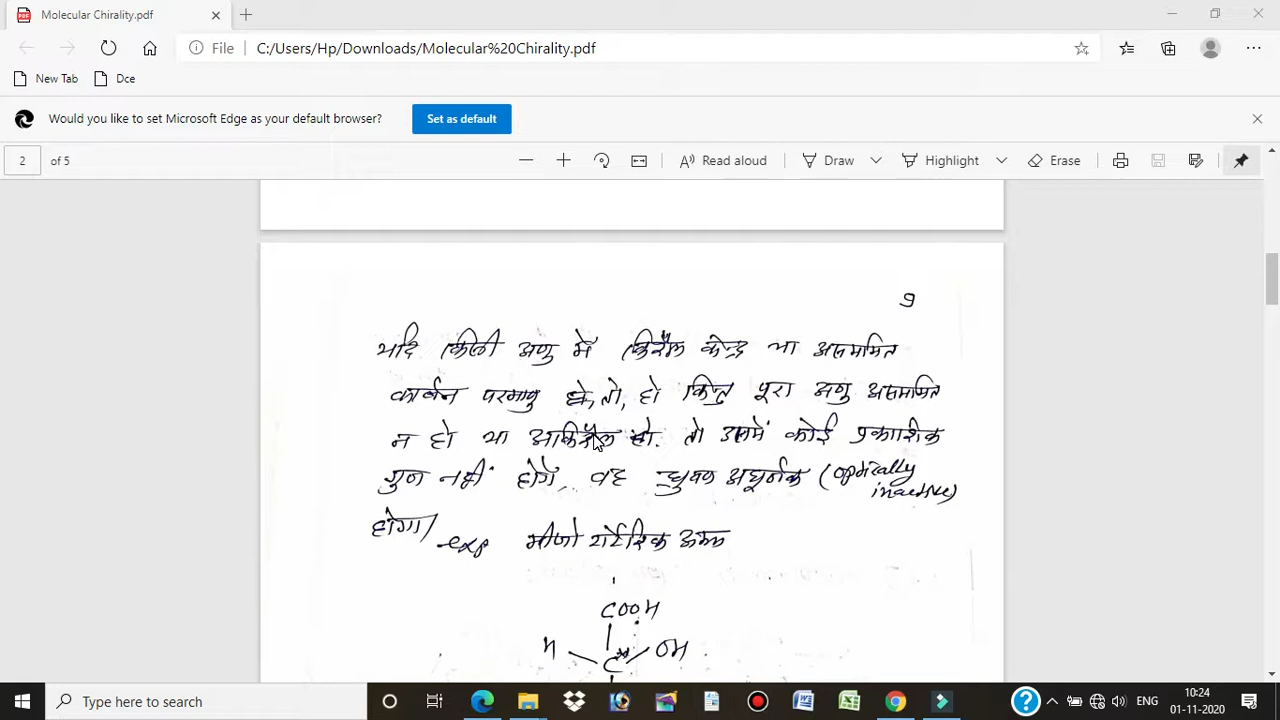 Molecular Chirality.pdf
File C:/Users/Hp/Downloads/Molecular%20Chirality.pdf
New Tab Dce
Would you like to set Microsoft Edge as your default browser? Set as default
2 of 5 Read aloud Draw Highlight Erase
9
यदि किसी अणु में किरैल केन्द्र या असममित
कार्बन परमाणु हो, किन्तु पूरा अणु असममित
न हो या अकिरैल हो. तो उसमें कोई प्रकाशिक
गुण नहीं होगें, वह ध्रुवण अघूर्णक (optically
inactive)
होगा/ exp मीजो टार्टरिक अम्ल
COOH
H C* OH
Type here to search
ENG
10:24
01-11-2020